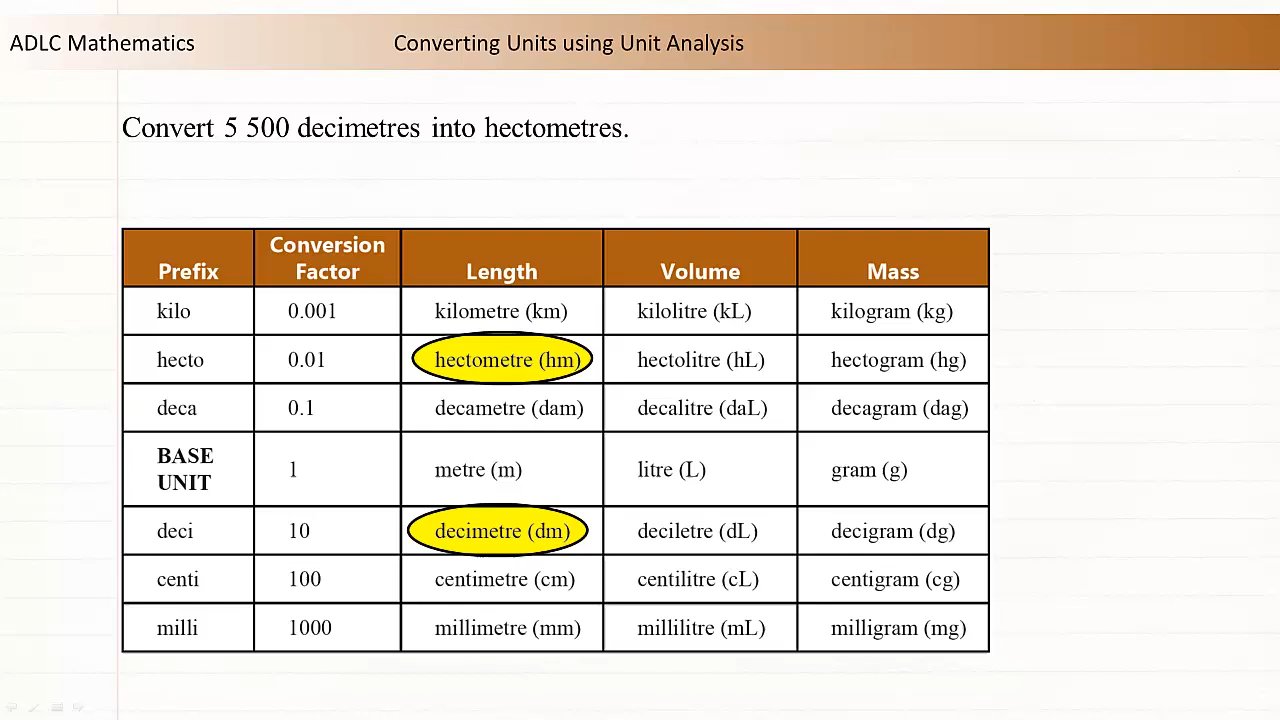 ADLC Mathematics Converting Units using Unit Analysis
Convert 5 500 decimetres into hectometres.
Prefix Conversion Factor Length Volume Mass
kilo 0.001 kilometre (km) kilolitre (kL) kilogram (kg)
hecto 0.01 hectometre (hm) hectolitre (hL) hectogram (hg)
deca 0.1 decametre (dam) decalitre (daL) decagram (dag)
BASE UNIT 1 metre (m) litre (L) gram (g)
deci 10 decimetre (dm) deciletre (dL) decigram (dg)
centi 100 centimetre (cm) centilitre (cL) centigram (cg)
milli 1000 millimetre (mm) millilitre (mL) milligram (mg)